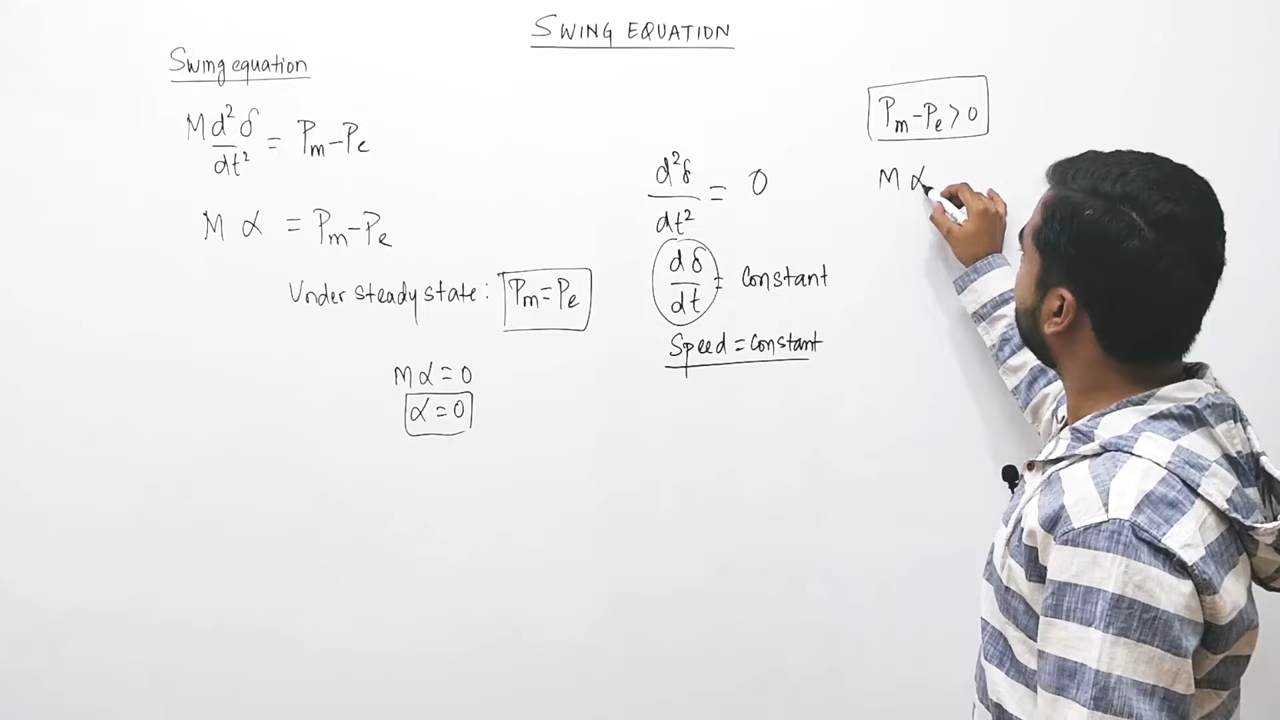 SWING EQUATION
Swing equation
M d²δ/dt² = Pm-Pe
M α = Pm-Pe
Under steady state: Pm=Pe
Mα=0
α=0
d²δ/dt² = 0
dδ/dt = Constant
Speed=constant
Pm-Pe>0
M α